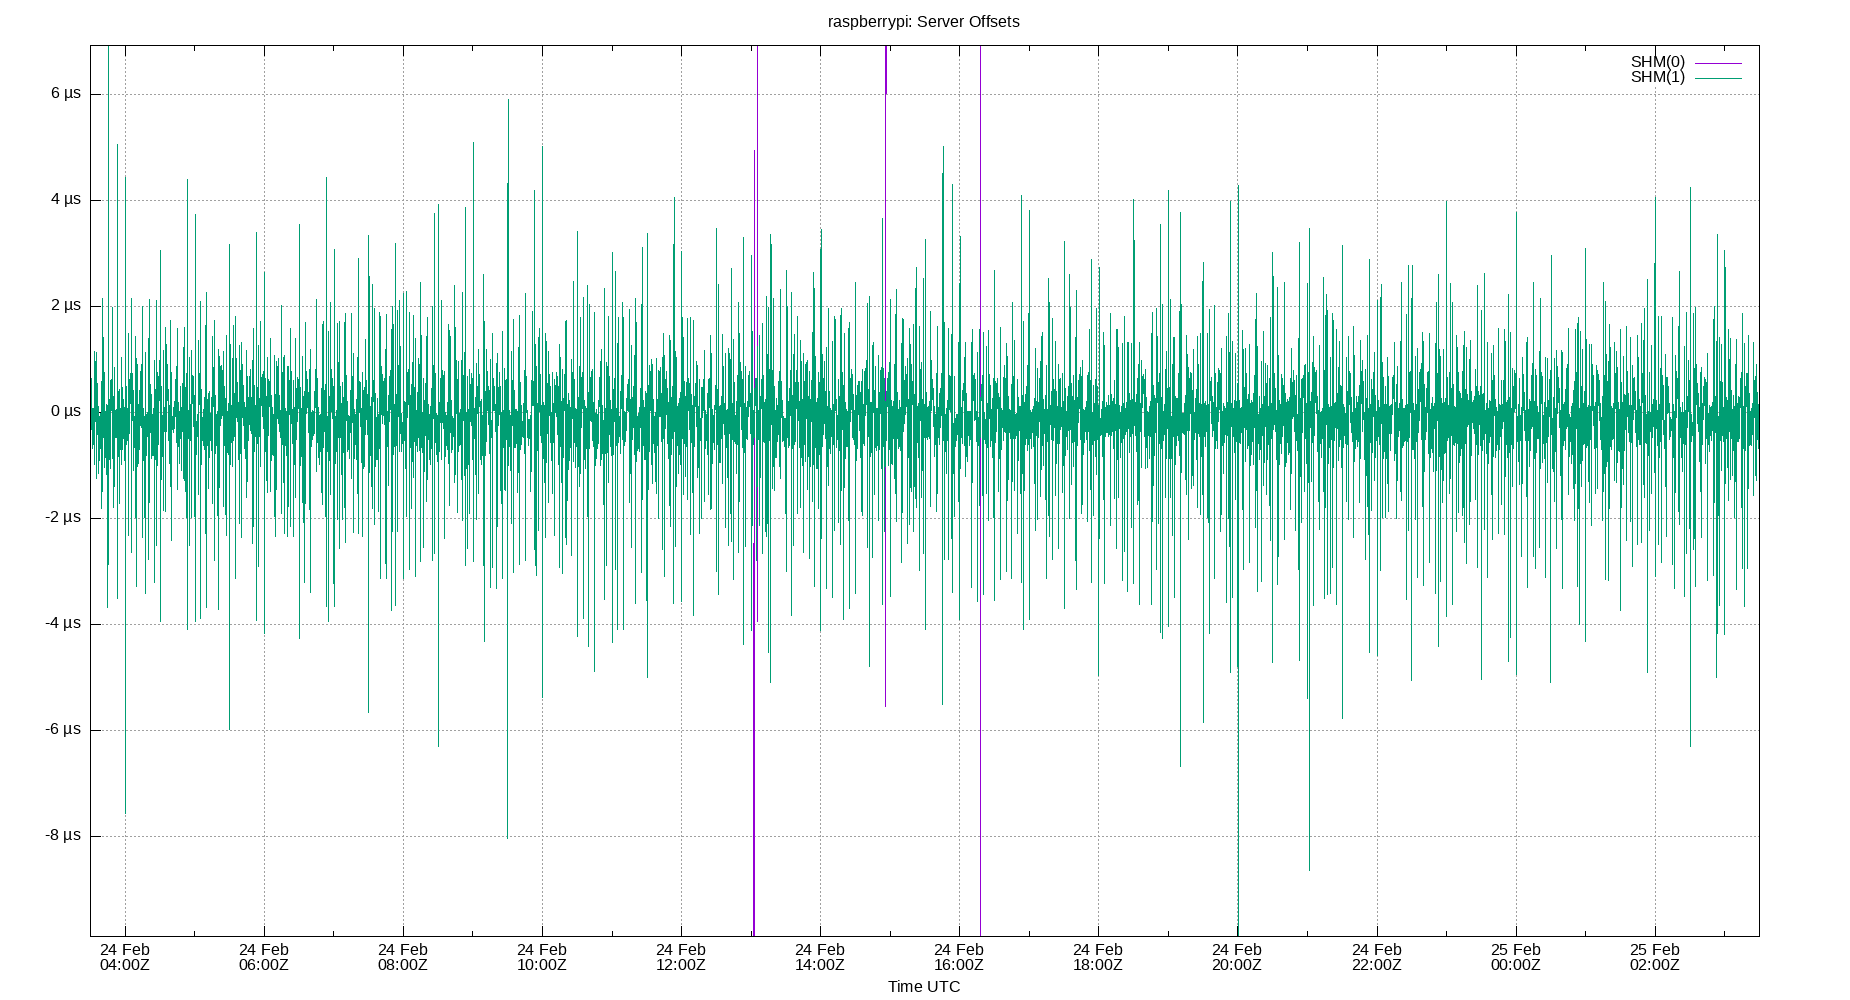 raspberrypi: Server Offsets
SHM(0)
SHM(1)
6 µs
4 µs
2 µs
0 µs
-2 µs
-4 µs
-6 µs
-8 µs
24 Feb 24 Feb 24 Feb 24 Feb 24 Feb 24 Feb 24 Feb 24 Feb 24 Feb 24 Feb 25 Feb 25 Feb
04:00Z 06:00Z 08:00Z 10:00Z 12:00Z 14:00Z 16:00Z 18:00Z 20:00Z 22:00Z 00:00Z 02:00Z
Time UTC